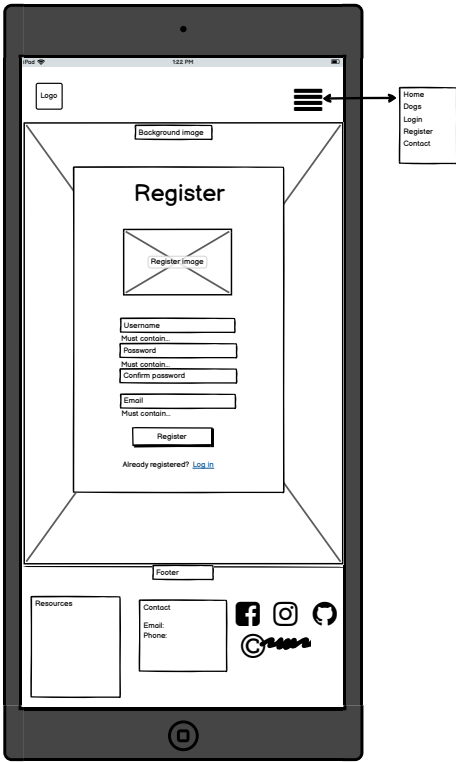 iPad 1:22 PM
Logo
Home
Dogs
Login
Register
Contact
Background image
Register
Register image
Username
Must contain...
Password
Must contain...
Confirm password
Email
Must contain...
Register
Already registered? Log in
Footer
Resources
Contact
Email:
Phone:
©